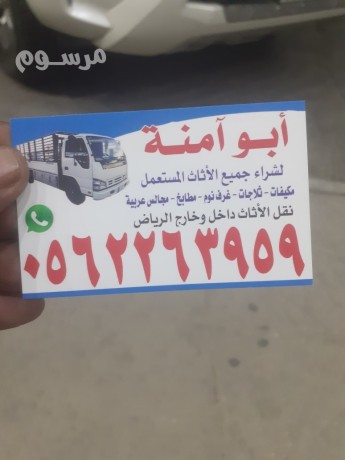 مرسوم
أبو آمنة
لشراء جميع الأثاث المستعمل
مكيفات - ثلاجات - غرف نوم - مطابخ - مجالس عربية
نقل الأثاث داخل وخارج الرياض
٠٥٦٢٢٦٣٩٥٩